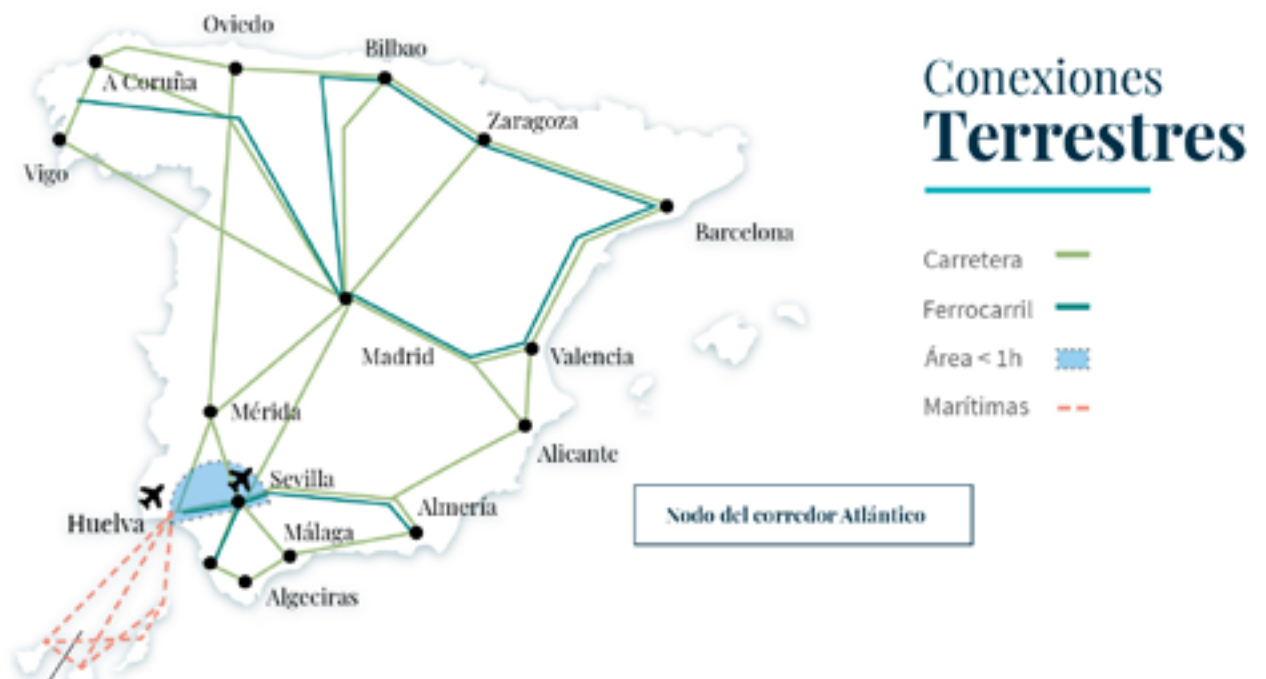 Oviedo
Bilbao
A Coruña
Zaragoza
Vigo
Barcelona
Madrid
Valencia
Mérida
Alicante
Sevilla
Almería
Huelva
Málaga
Algeciras
Conexiones
Terrestres
Carretera
Ferrocarril
Área < 1h
Marítimas
Nodo del corredor Atlántico